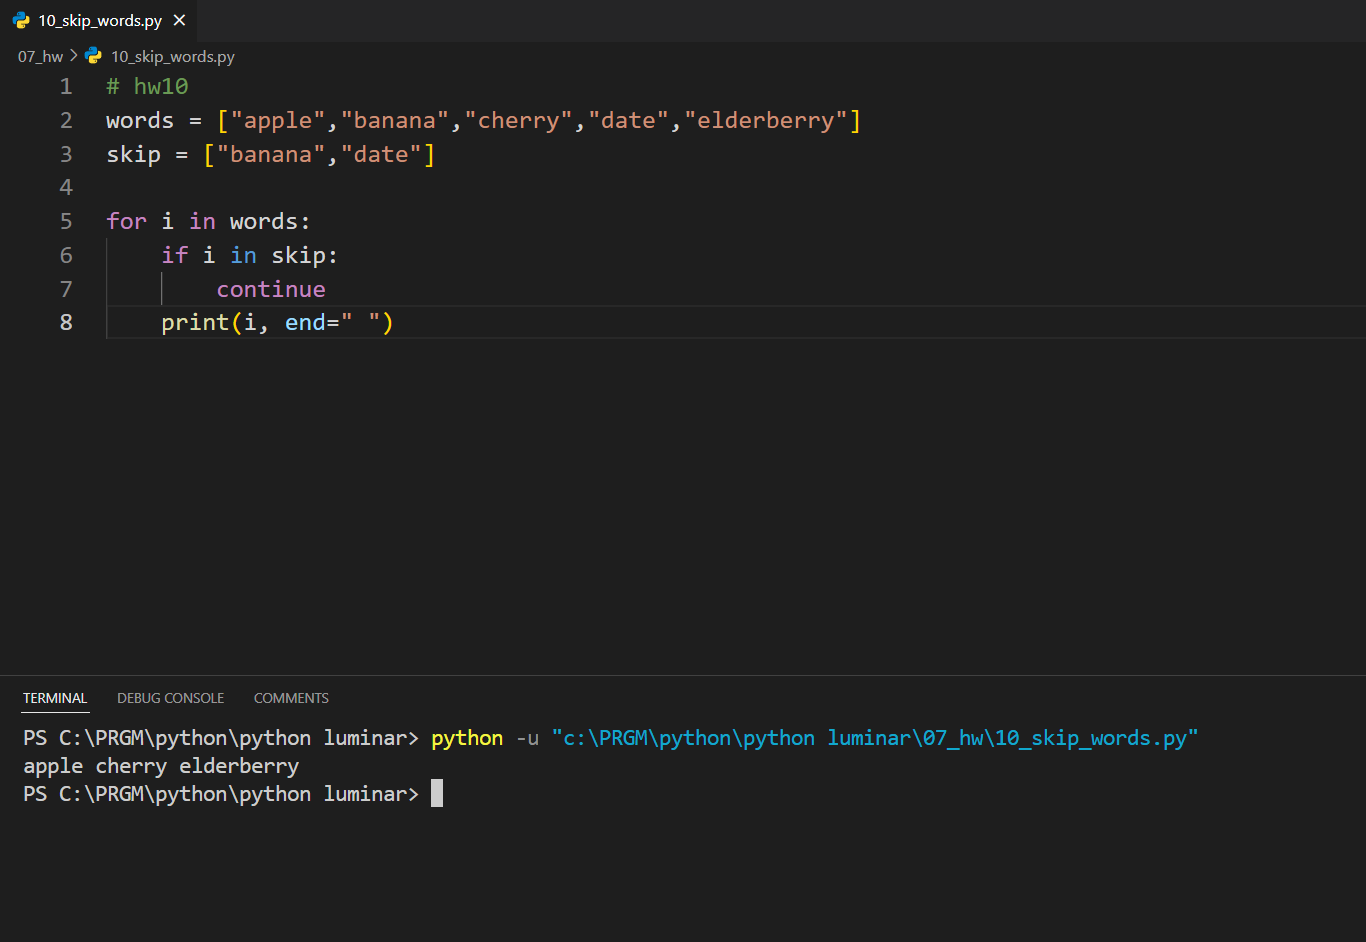 10_skip_words.py
07_hw > 10_skip_words.py
1 # hw10
2 words = ["apple","banana","cherry","date","elderberry"]
3 skip = ["banana","date"]
4
5 for i in words:
6     if i in skip:
7         continue
8     print(i, end=" ")
TERMINAL DEBUG CONSOLE COMMENTS
PS C:\PRGM\python\python luminar> python -u "c:\PRGM\python\python luminar\07_hw\10_skip_words.py"
apple cherry elderberry
PS C:\PRGM\python\python luminar>